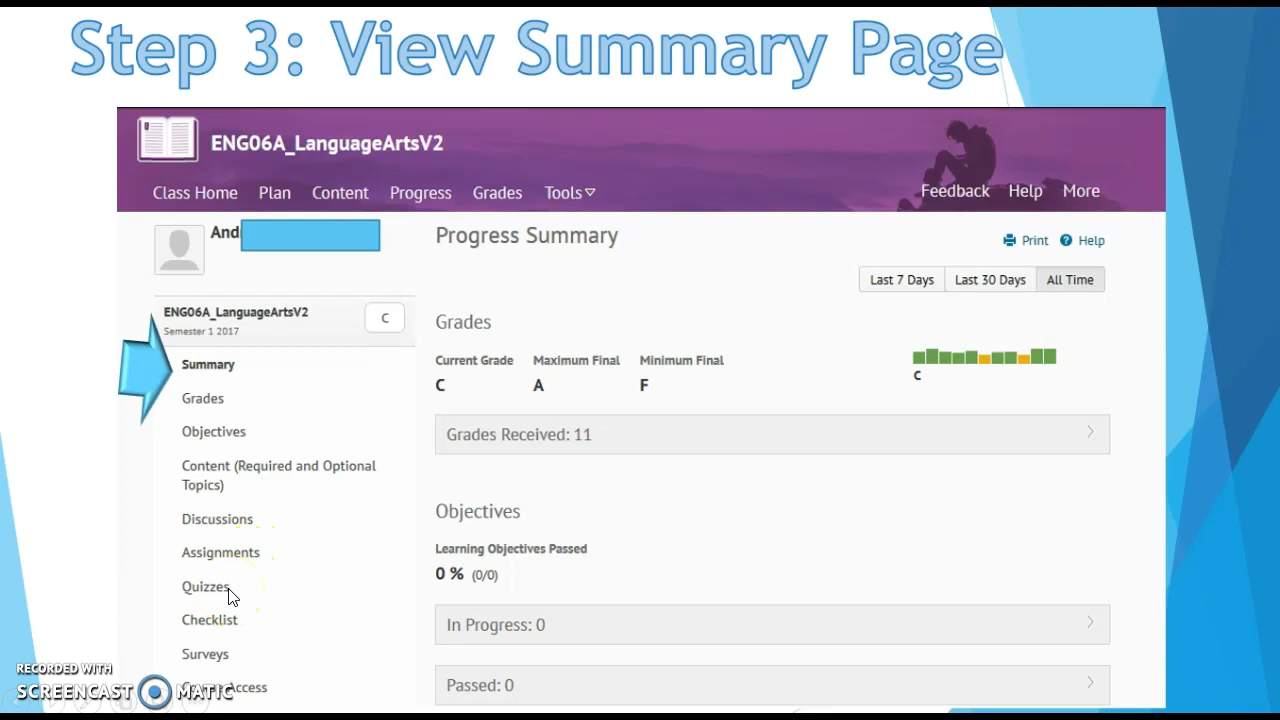 Step 3: View Summary Page
ENG06A_LanguageArtsV2
Class Home Plan Content Progress Grades Tools Feedback Help More
And
Progress Summary
Print Help
Last 7 Days Last 30 Days All Time
ENG06A_LanguageArtsV2
C
Semester 1 2017
Summary
Grades
Objectives
Content (Required and Optional
Topics)
Discussions
Assignments
Quizzes
Checklist
Surveys
Access
Grades
Current Grade Maximum Final Minimum Final
C A F
C
Grades Received: 11
Objectives
Learning Objectives Passed
0 % (0/0)
In Progress: 0
Passed: 0
RECORDED WITH
SCREENCAST MATIC